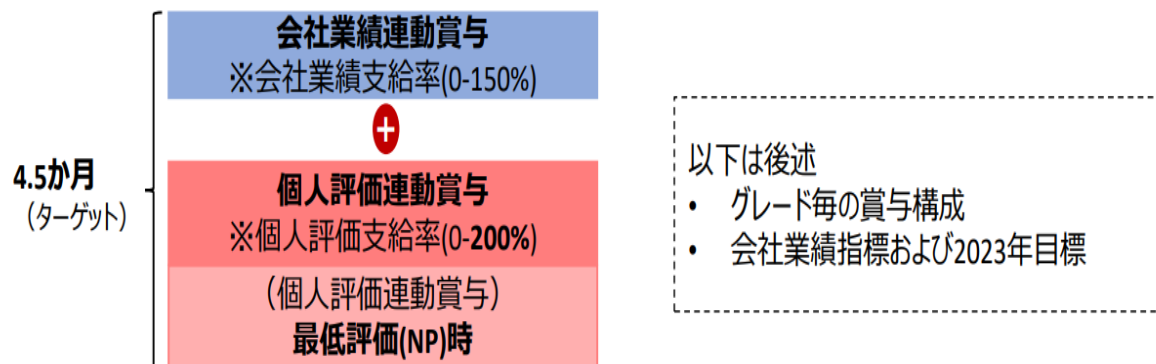 会社業績連動賞与
※会社業績支給率(0-150%)
4.5か月
（ターゲット）
個人評価連動賞与
※個人評価支給率(0-200%)
（個人評価連動賞与）
最低評価(NP)時
以下は後述
• グレード毎の賞与構成
• 会社業績指標および2023年目標